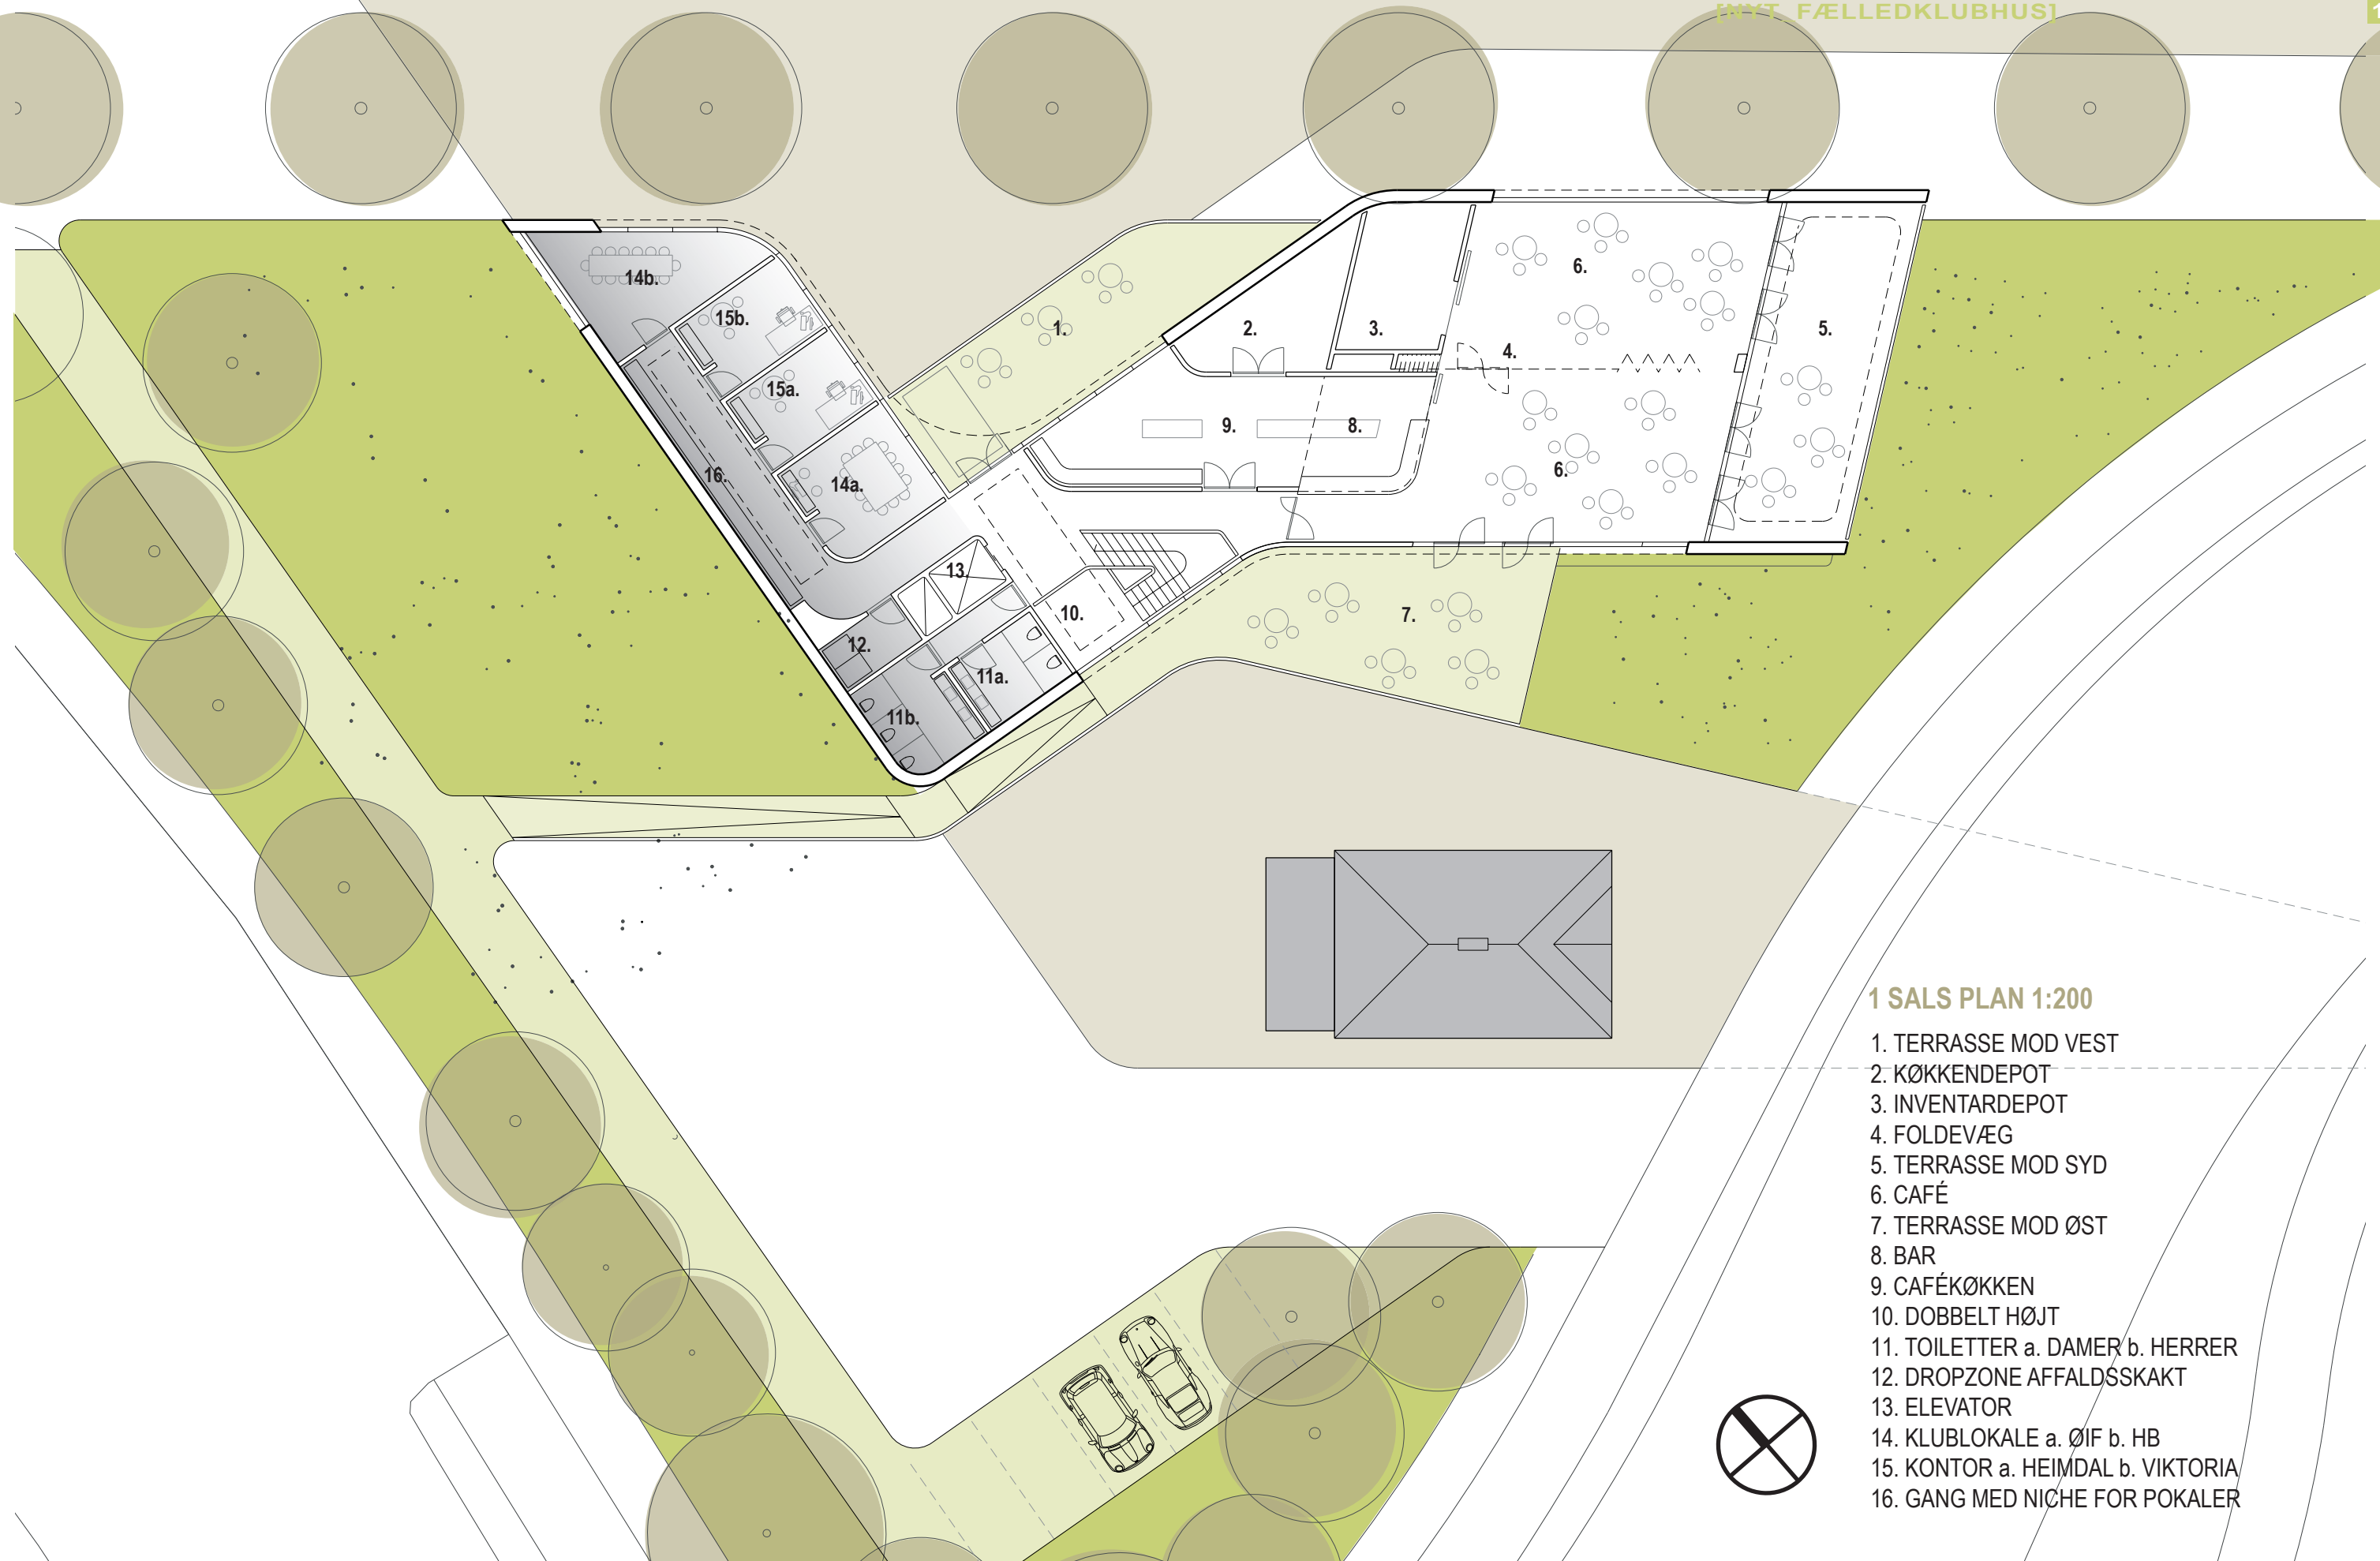 [NYT FÆLLEDKLUBHUS]
1
14b.
15b.
1.
2.
3.
4.
6.
5.
15a.
9.
8.
16.
14a.
6.
13.
10.
7.
12.
11a.
11b.
1 SALS PLAN 1:200
1. TERRASSE MOD VEST
2. KØKKENDEPOT
3. INVENTARDEPOT
4. FOLDEVÆG
5. TERRASSE MOD SYD
6. CAFÉ
7. TERRASSE MOD ØST
8. BAR
9. CAFÉKØKKEN
10. DOBBELT HØJT
11. TOILETTER a. DAMER b. HERRER
12. DROPZONE AFFALDSSKAKT
13. ELEVATOR
14. KLUBLOKALE a. ØIF b. HB
15. KONTOR a. HEIMDAL b. VIKTORIA
16. GANG MED NICHE FOR POKALER